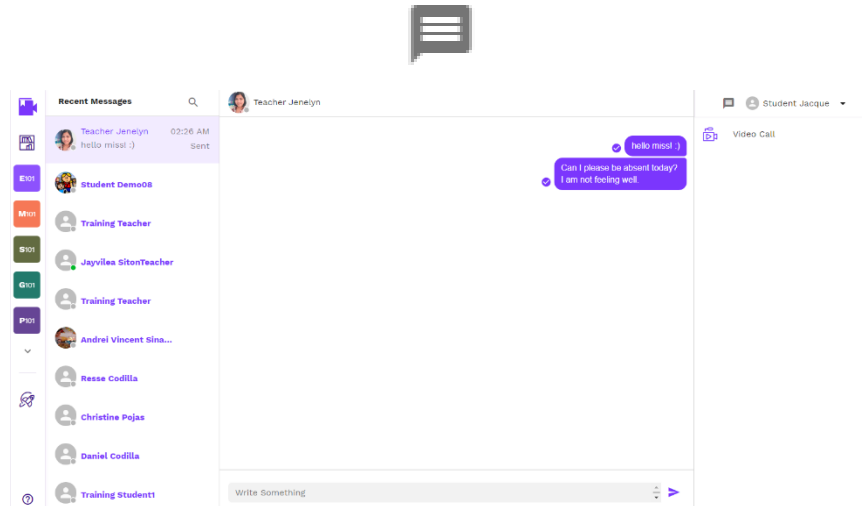 Recent Messages
Teacher Jenelyn 02:26 AM
hello miss! :) Sent
Student Demo08
Training Teacher
Jayvilea SitonTeacher
Training Teacher
Andrei Vincent Sina...
Resse Codilla
Christine Pojas
Daniel Codilla
Training Student1
E101
M101
S101
G101
P101
Teacher Jenelyn
hello miss! :)
Can I please be absent today?
I am not feeling well.
Write Something
Student Jacque
Video Call